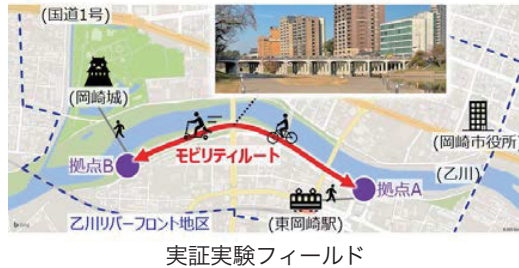 (国道1号)
(岡崎城)
(岡崎市役所)
拠点B
モビリティルート
(乙川)
拠点A
乙川リバーフロント地区
(東岡崎駅)
実証実験フィールド